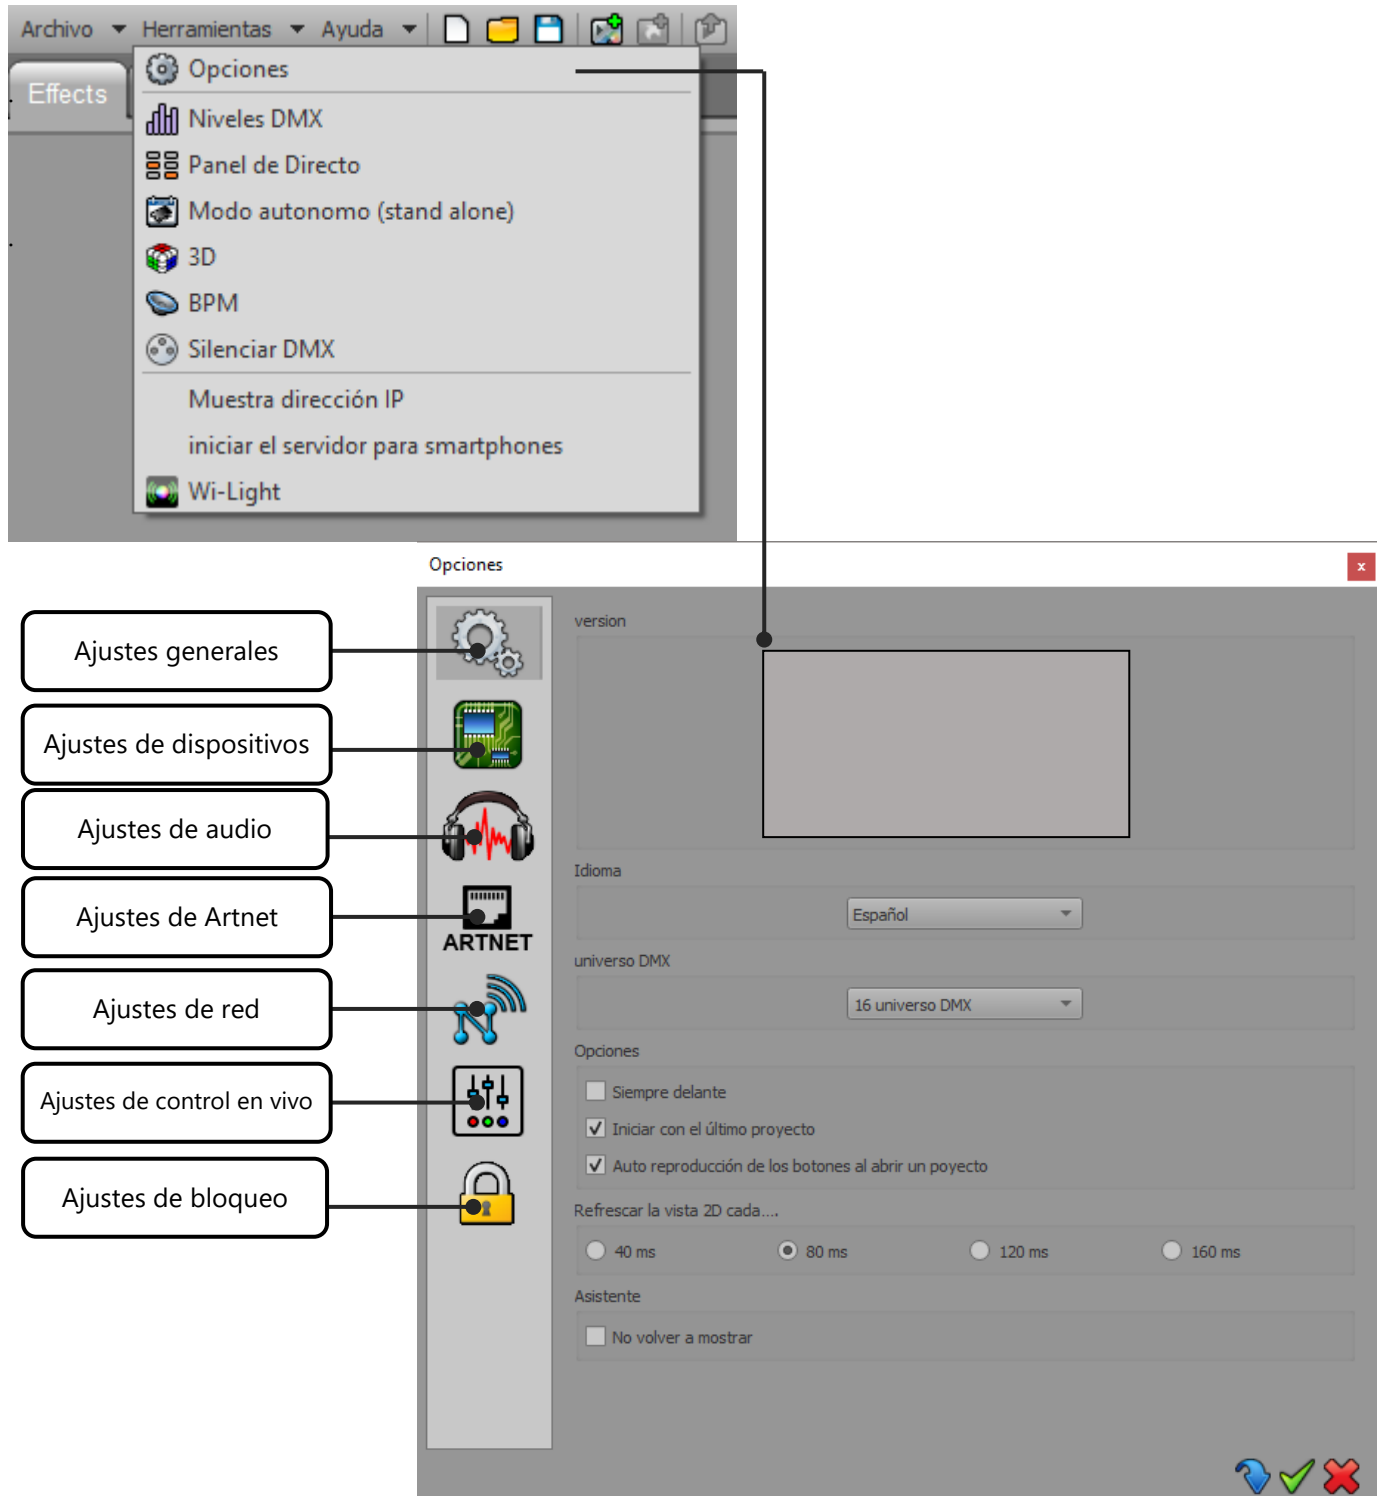 Archivo Herramientas Ayuda
Effects
Opciones
Niveles DMX
Panel de Directo
Modo autonomo (stand alone)
3D
BPM
Silenciar DMX
Muestra dirección IP
iniciar el servidor para smartphones
Wi-Light
Opciones
x
Ajustes generales
Ajustes de dispositivos
Ajustes de audio
Ajustes de Artnet
Ajustes de red
Ajustes de control en vivo
Ajustes de bloqueo
ARTNET
version
Idioma
Español
universo DMX
16 universo DMX
Opciones
Siempre delante
Iniciar con el último proyecto
Auto reproducción de los botones al abrir un poyecto
Refrescar la vista 2D cada....
40 ms 80 ms 120 ms 160 ms
Asistente
No volver a mostrar